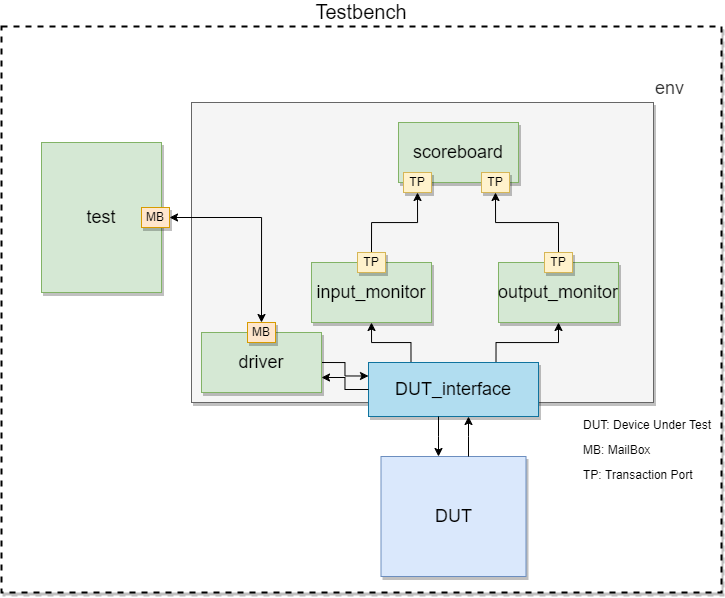 Testbench
env
scoreboard
TP
TP
test
MB
TP
TP
input_monitor
output_monitor
MB
driver
DUT_interface
DUT: Device Under Test
MB: MailBox
TP: Transaction Port
DUT